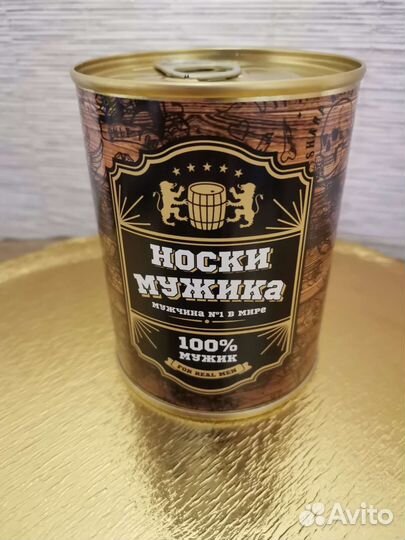 НОСКИ
МУЖИКА
МУЖЧИНА №1 В МИРЕ
100%
МУЖИК
FOR REAL MEN
Avito